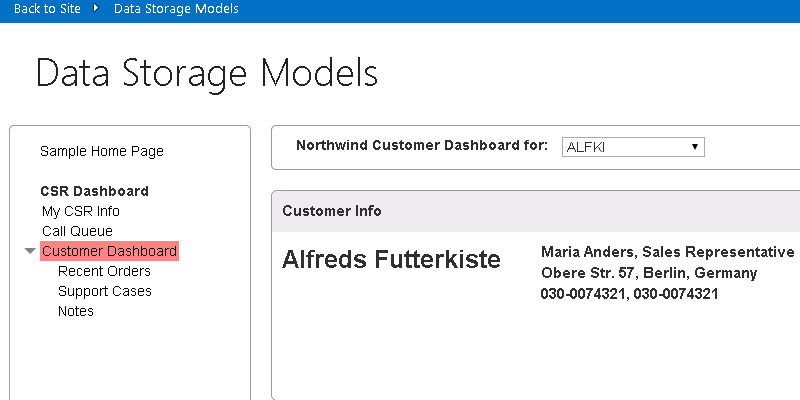 Back to Site Data Storage Models
Data Storage Models
Sample Home Page
CSR Dashboard
My CSR Info
Call Queue
Customer Dashboard
Recent Orders
Support Cases
Notes
Northwind Customer Dashboard for: ALFKI
Customer Info
Alfreds Futterkiste
Maria Anders, Sales Representative
Obere Str. 57, Berlin, Germany
030-0074321, 030-0074321